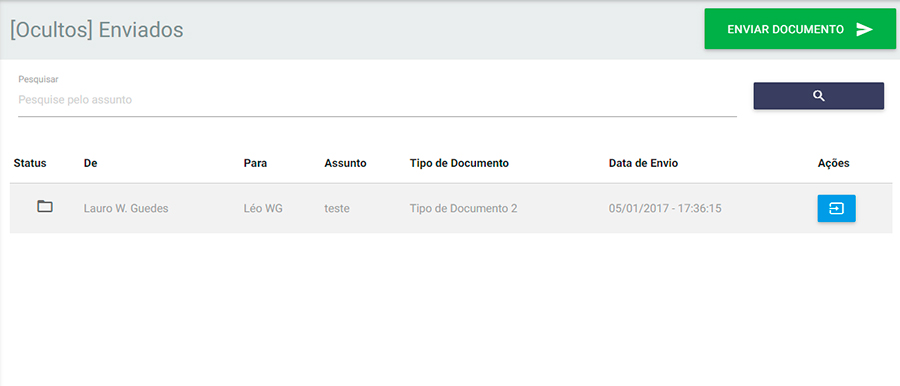 [Ocultos] Enviados
ENVIAR DOCUMENTO
Pesquisar
Pesquise pelo assunto
Status De Para Assunto Tipo de Documento Data de Envio Ações
Lauro W. Guedes Léo WG teste Tipo de Documento 2 05/01/2017 - 17:36:15